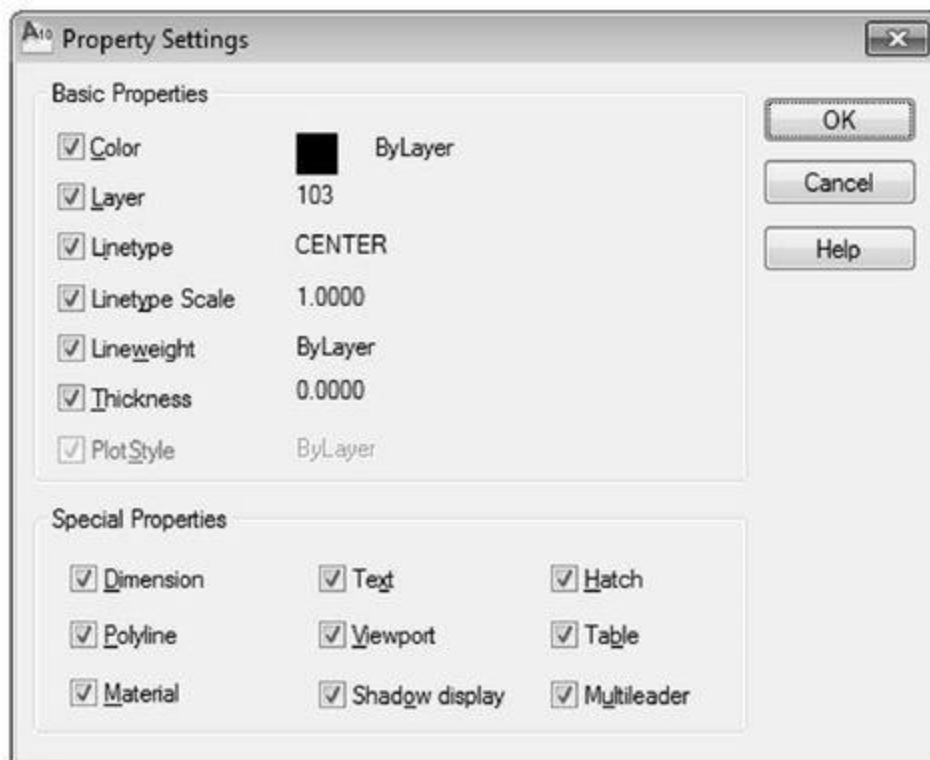 A10 Property Settings
Basic Properties
OK
Color ByLayer
Layer 103
Cancel
Linetype CENTER
Help
Linetype Scale 1.0000
Lineweight ByLayer
Thickness 0.0000
PlotStyle ByLayer
Special Properties
Dimension Text Hatch
Polyline Viewport Table
Material Shadow display Multileader